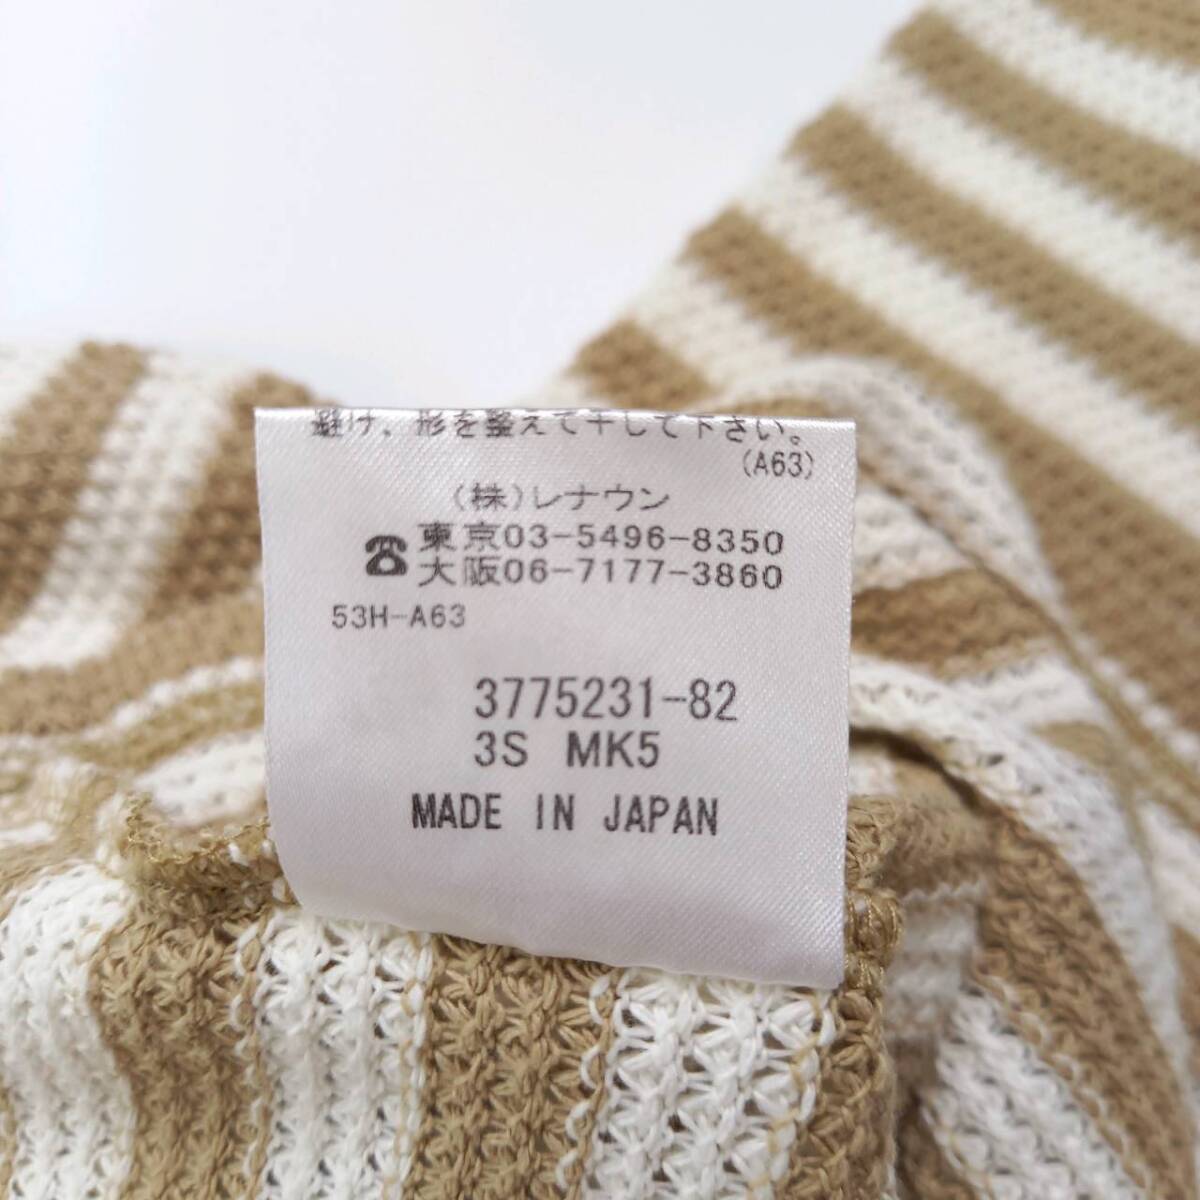 避け、形を整えて干して下さい。
(A63)
(株)レナウン
☎東京03-5496-8350
大阪06-7177-3860
53H-A63
3775231-82
3S MK5
MADE IN JAPAN